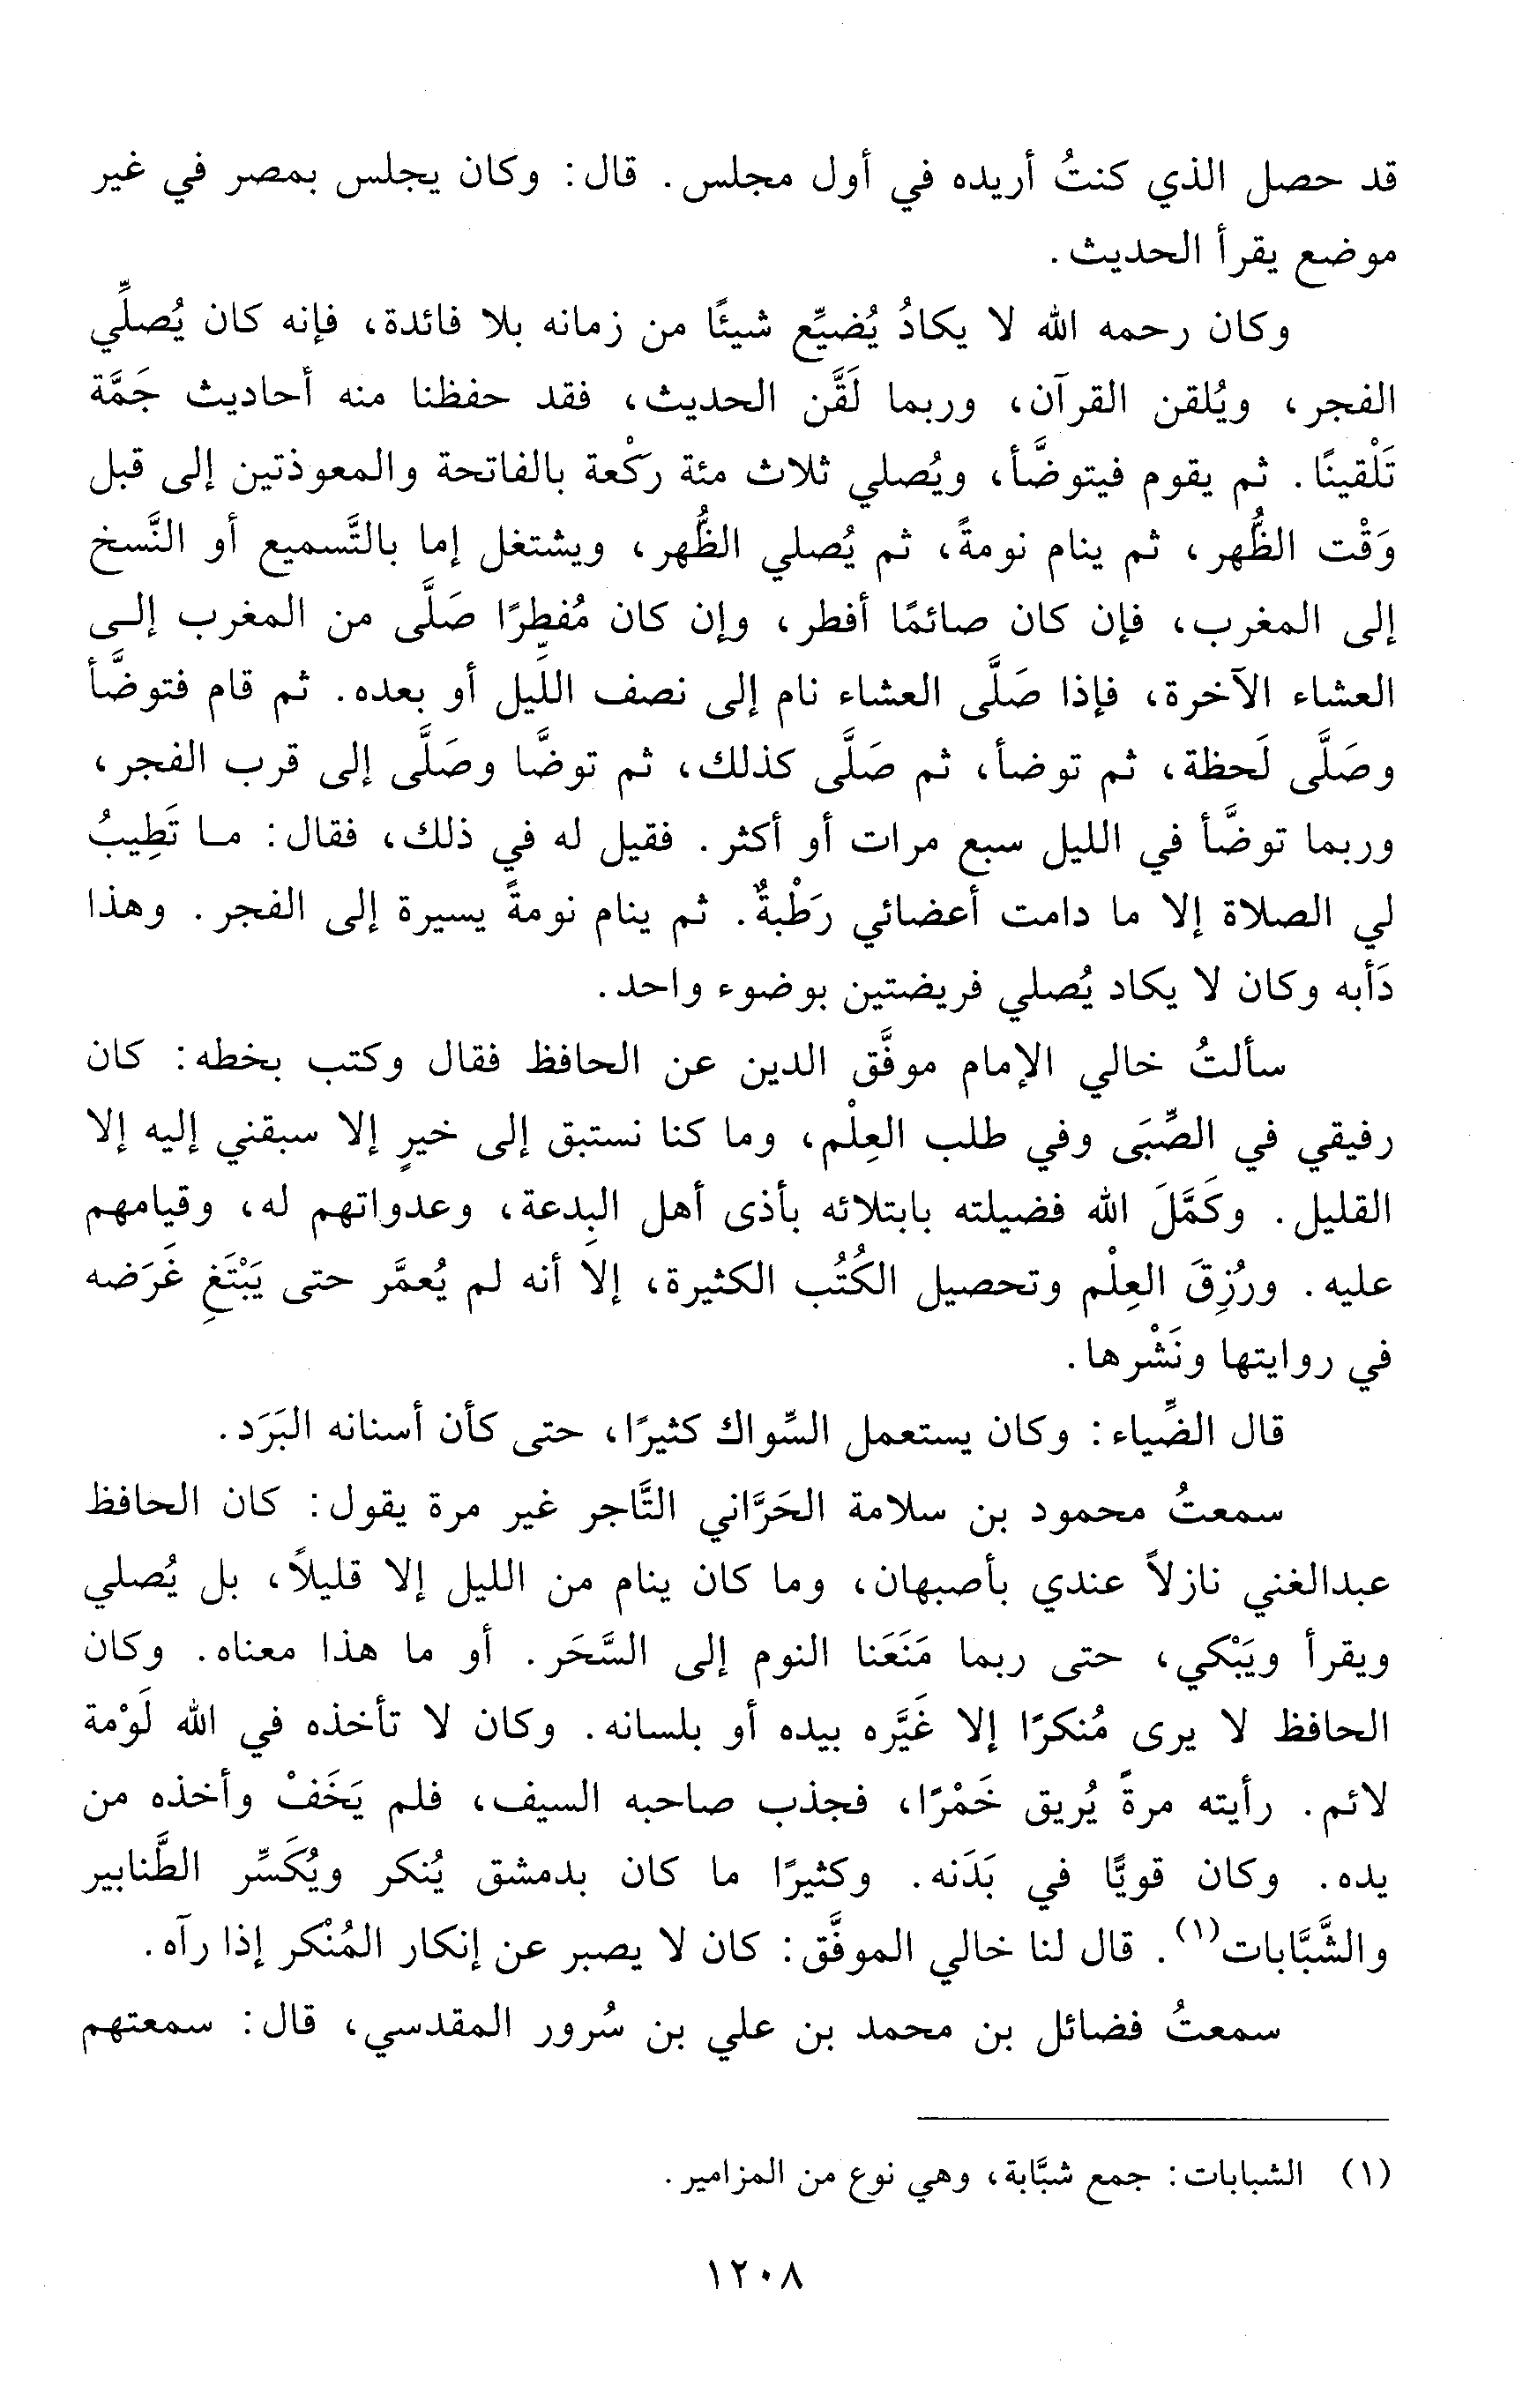 قد حصل الذي كنتُ أريده في أول مجلس. قال: وكان يجلس بمصر في غير
موضع يقرأ الحديث.
وكان رحمه الله لا يكادُ يُضيِّع شيئًا من زمانه بلا فائدة، فإنه كان يُصلِّي
الفجر، ويُلقن القرآن، وربما لَقَّن الحديث، فقد حفظنا منه أحاديث جَمَّة
تَلْقينًا. ثم يقوم فيتوضَّأ، ويُصلي ثلاث مئة ركْعة بالفاتحة والمعوذتين إلى قبل
وَقْت الظُّهر، ثم ينام نومةً، ثم يُصلي الظُّهر، ويشتغل إما بالتَّسميع أو النَّسخ
إلى المغرب، فإن كان صائمًا أفطر، وإن كان مُفطِرًا صَلَّى من المغرب إلى
العشاء الآخرة، فإذا صَلَّى العشاء نام إلى نصف اللَّيل أو بعده. ثم قام فتوضَّأ
وصَلَّى لَحظة، ثم توضأ، ثم صَلَّى كذلك، ثم توضَّا وصَلَّى إلى قرب الفجر،
وربما توضَّأ في الليل سبع مرات أو أكثر. فقيل له في ذلك، فقال: ما تَطِيبُ
لي الصلاة إلا ما دامت أعضائي رَطْبةٌ. ثم ينام نومةً يسيرة إلى الفجر. وهذا
دَأبه وكان لا يكاد يُصلي فريضتين بوضوء واحد.
سألتُ خالي الإمام موفَّق الدين عن الحافظ فقال وكتب بخطه: كان
رفيقي في الصِّبَى وفي طلب العِلْم، وما كنا نستبق إلى خيرٍ إلا سبقني إليه إلا
القليل. وكَمَّلَ الله فضيلته بابتلائه بأذى أهل البِدعة، وعدواتهم له، وقيامهم
عليه. ورُزِقَ العِلْم وتحصيل الكُتُب الكثيرة، إلا أنه لم يُعمَّر حتى يَبْتَغِ غَرَضه
في روايتها ونَشْرها.
قال الضِّياء: وكان يستعمل السِّواك كثيرًا، حتى كأن أسنانه البَرَد.
سمعتُ محمود بن سلامة الحَرَّاني التَّاجر غير مرة يقول: كان الحافظ
عبدالغني نازلاً عندي بأصبهان، وما كان ينام من الليل إلا قليلاً، بل يُصلي
ويقرأ ويَبْكي، حتى ربما مَنَعَنا النوم إلى السَّحَر. أو ما هذا معناه. وكان
الحافظ لا يرى مُنكرًا إلا غَيَّره بيده أو بلسانه. وكان لا تأخذه في الله لَوْمة
لائم. رأيته مرةً يُريق خَمْرًا، فجذب صاحبه السيف، فلم يَخَفْ وأخذه من
يده. وكان قويًّا في بَدَنه. وكثيرًا ما كان بدمشق يُنكر ويُكَسِّر الطَّنابير
والشَّبَّابات(١). قال لنا خالي الموفَّق: كان لا يصبر عن إنكار المُنْكر إذا رآه.
سمعتُ فضائل بن محمد بن علي بن سُرور المقدسي، قال: سمعتهم
(١) الشبابات: جمع شبَّابة، وهي نوع من المزامير.
١٢٠٨